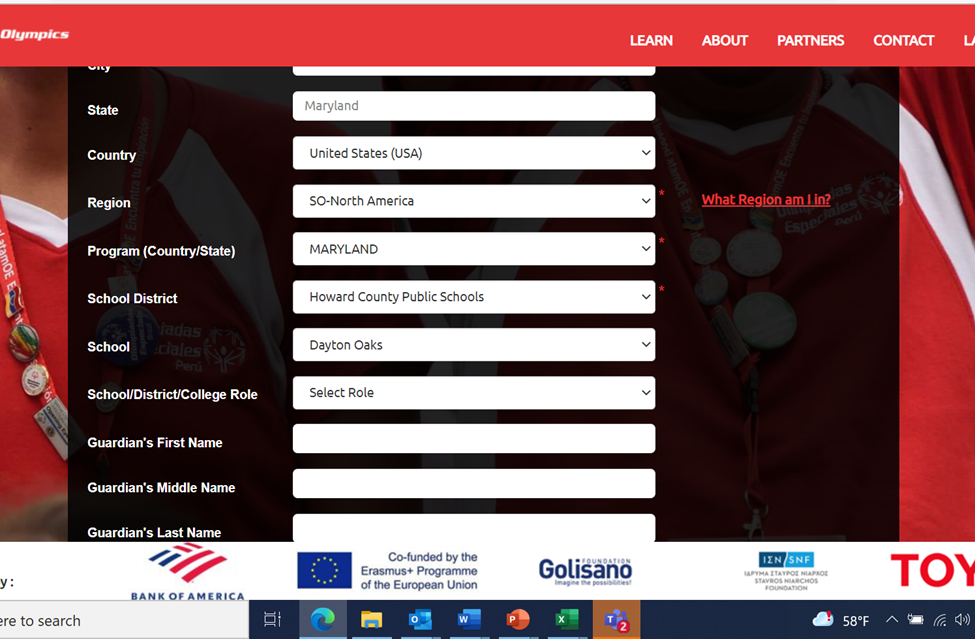 Olympics
LEARN ABOUT PARTNERS CONTACT LA
City
State Maryland
Country United States (USA)
Region SO-North America * What Region am I in?
Program (Country/State) MARYLAND *
School District Howard County Public Schools *
School Dayton Oaks
School/District/College Role Select Role
Guardian's First Name
Guardian's Middle Name
Guardian's Last Name
y :
BANK OF AMERICA
Co-funded by the
Erasmus+ Programme
of the European Union
Golisano
FOUNDATION
Imagine the possibilities!
ΙΣΝ/SNF
ΙΔΡΥΜΑ ΣΤΑΥΡΟΣ ΝΙΑΡΧΟΣ
STAVROS NIARCHOS
FOUNDATION
TOY
ere to search
2
58°F